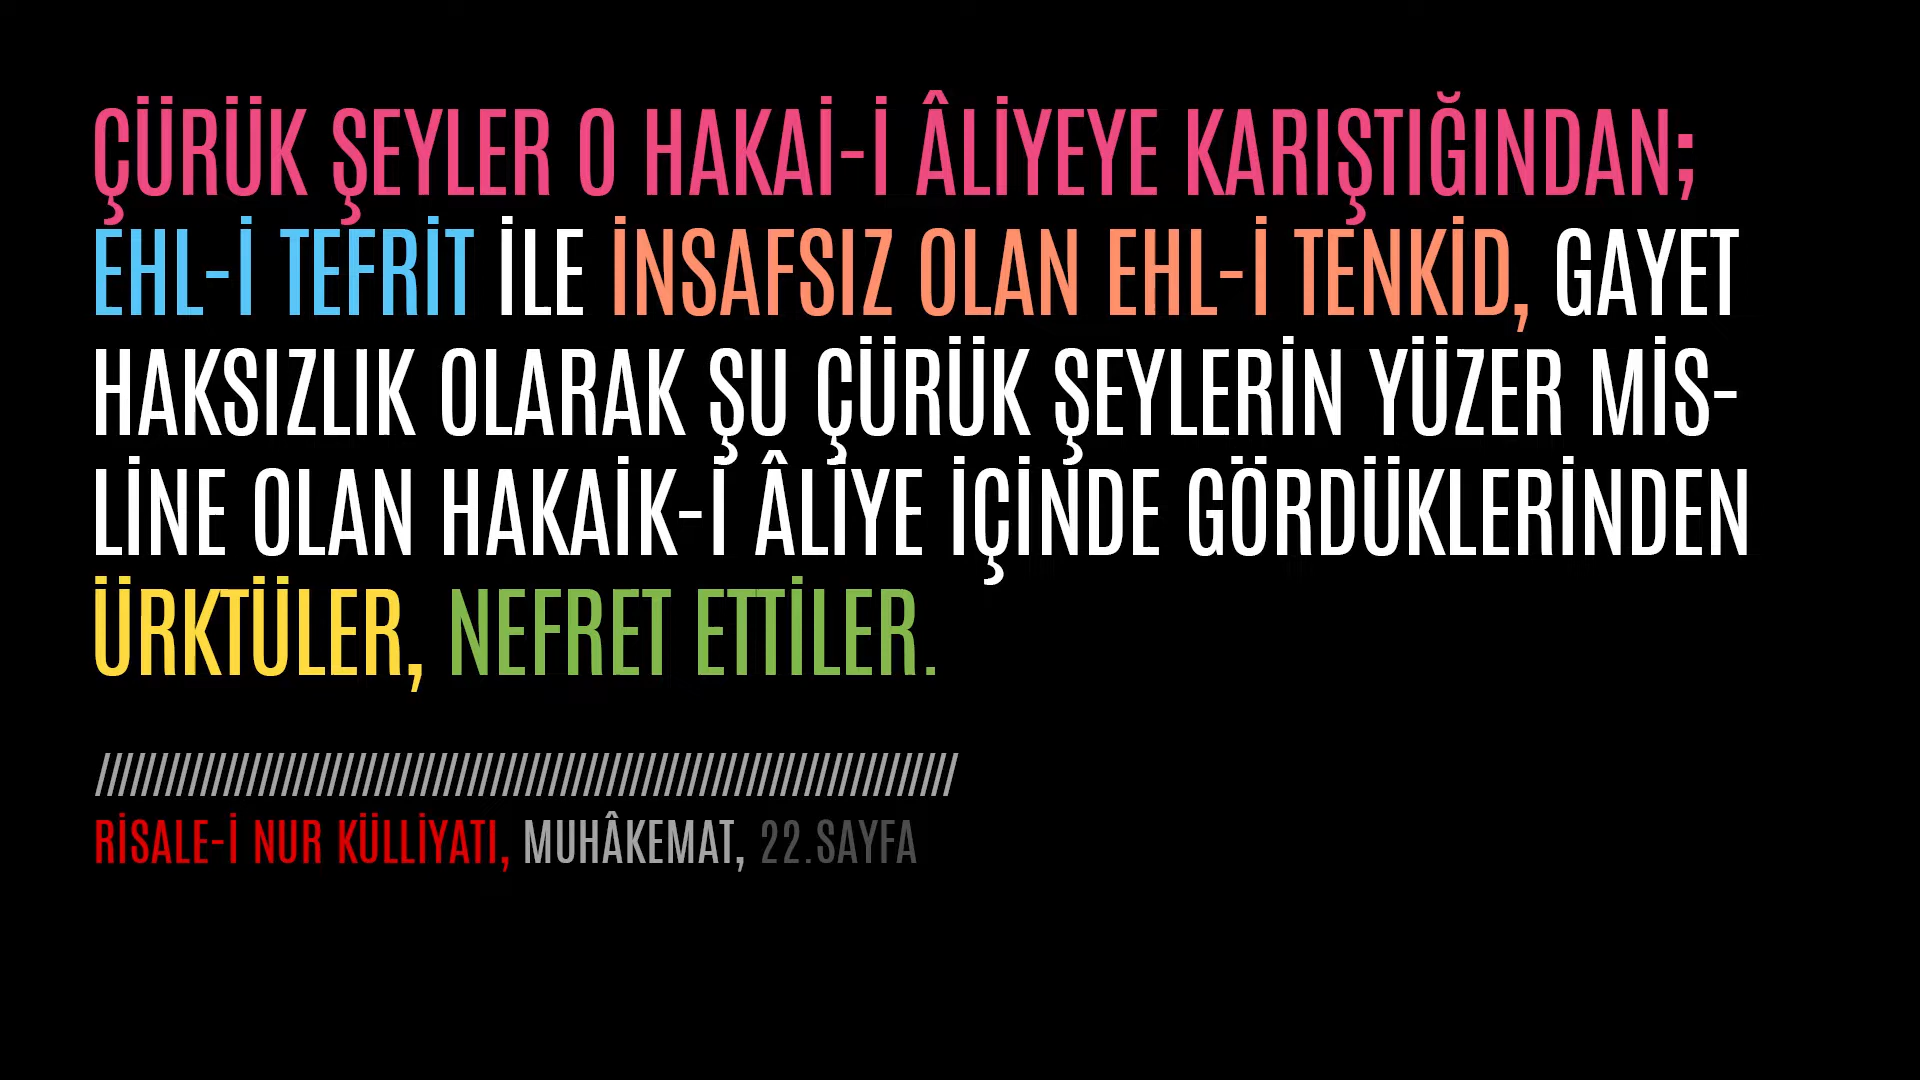 ÇÜRÜK ŞEYLER O HAKAİ-İ ÂLİYEYE KARIŞTIĞINDAN;
EHL-İ TEFRİT İLE İNSAFSIZ OLAN EHL-İ TENKİD, GAYET
HAKSIZLIK OLARAK ŞU ÇÜRÜK ŞEYLERİN YÜZER MİS-
LİNE OLAN HAKAİK-İ ÂLİYE İÇİNDE GÖRDÜKLERİNDEN
ÜRKTÜLER, NEFRET ETTİLER.
RİSALE-İ NUR KÜLLİYATI, MUHÂKEMAT, 22.SAYFA